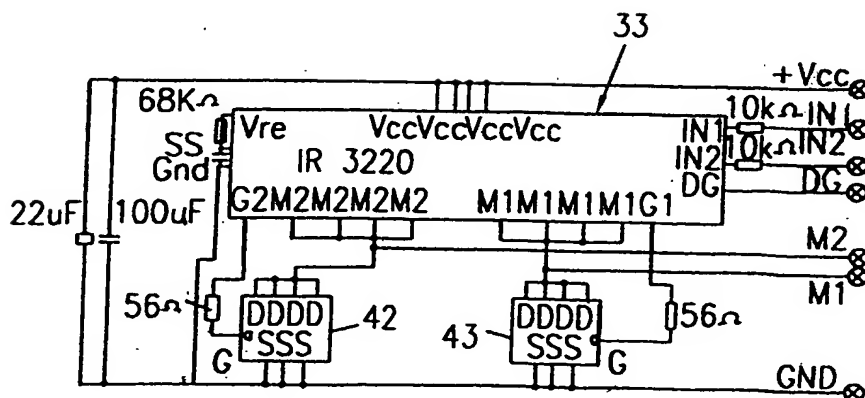 33
+Vcc
68KΩ
10kΩ IN1
Vre VccVccVccVcc IN1
10kΩ IN2
SS IR 3220 IN2
Gnd DG DG
G2M2M2M2M2 M1M1M1M1G1
22uF 100uF
M2
M1
56Ω DDDD 42 DDDD 56Ω
SSS 43 SSS
G G
GND